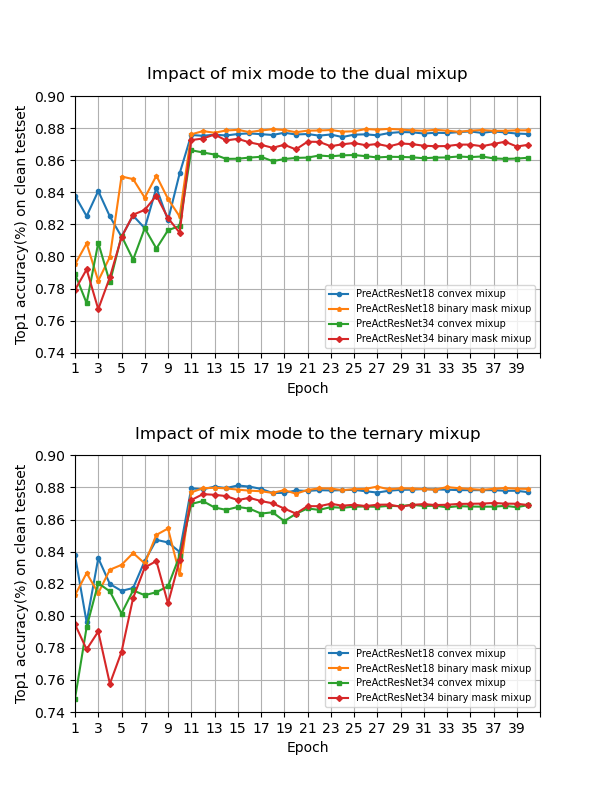 Impact of mix mode to the dual mixup
Top1 accuracy(%) on clean testset
0.90
0.88
0.86
0.84
0.82
0.80
0.78
0.76
0.74
PreActResNet18 convex mixup
PreActResNet18 binary mask mixup
PreActResNet34 convex mixup
PreActResNet34 binary mask mixup
1 3 5 7 9 11 13 15 17 19 21 23 25 27 29 31 33 35 37 39
Epoch
Impact of mix mode to the ternary mixup
Top1 accuracy(%) on clean testset
0.90
0.88
0.86
0.84
0.82
0.80
0.78
0.76
0.74
PreActResNet18 convex mixup
PreActResNet18 binary mask mixup
PreActResNet34 convex mixup
PreActResNet34 binary mask mixup
1 3 5 7 9 11 13 15 17 19 21 23 25 27 29 31 33 35 37 39
Epoch